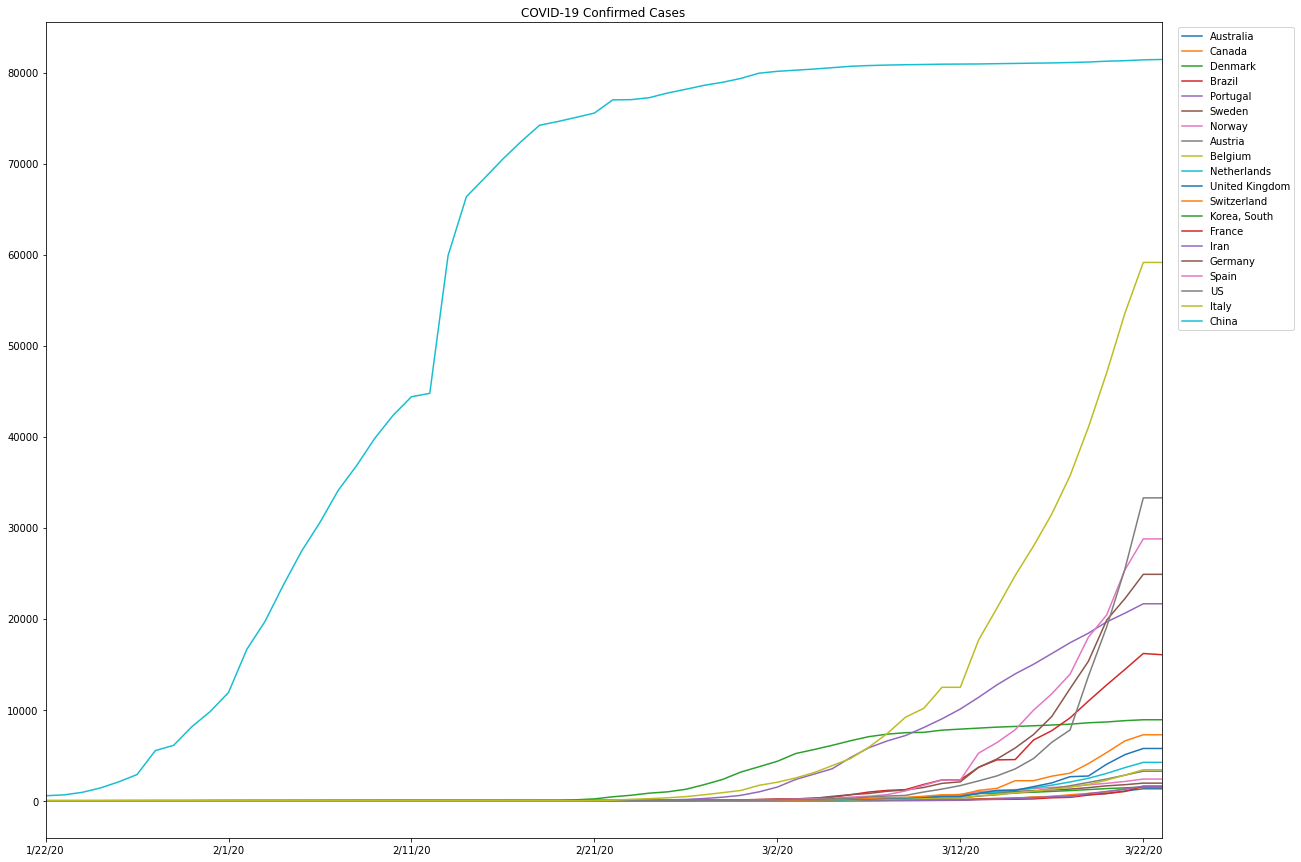 COVID-19 Confirmed Cases
80000
70000
60000
50000
40000
30000
20000
10000
0
1/22/20
2/1/20
2/11/20
2/21/20
3/2/20
3/12/20
3/22/20
Australia
Canada
Denmark
Brazil
Portugal
Sweden
Norway
Austria
Belgium
Netherlands
United Kingdom
Switzerland
Korea, South
France
Iran
Germany
Spain
US
Italy
China